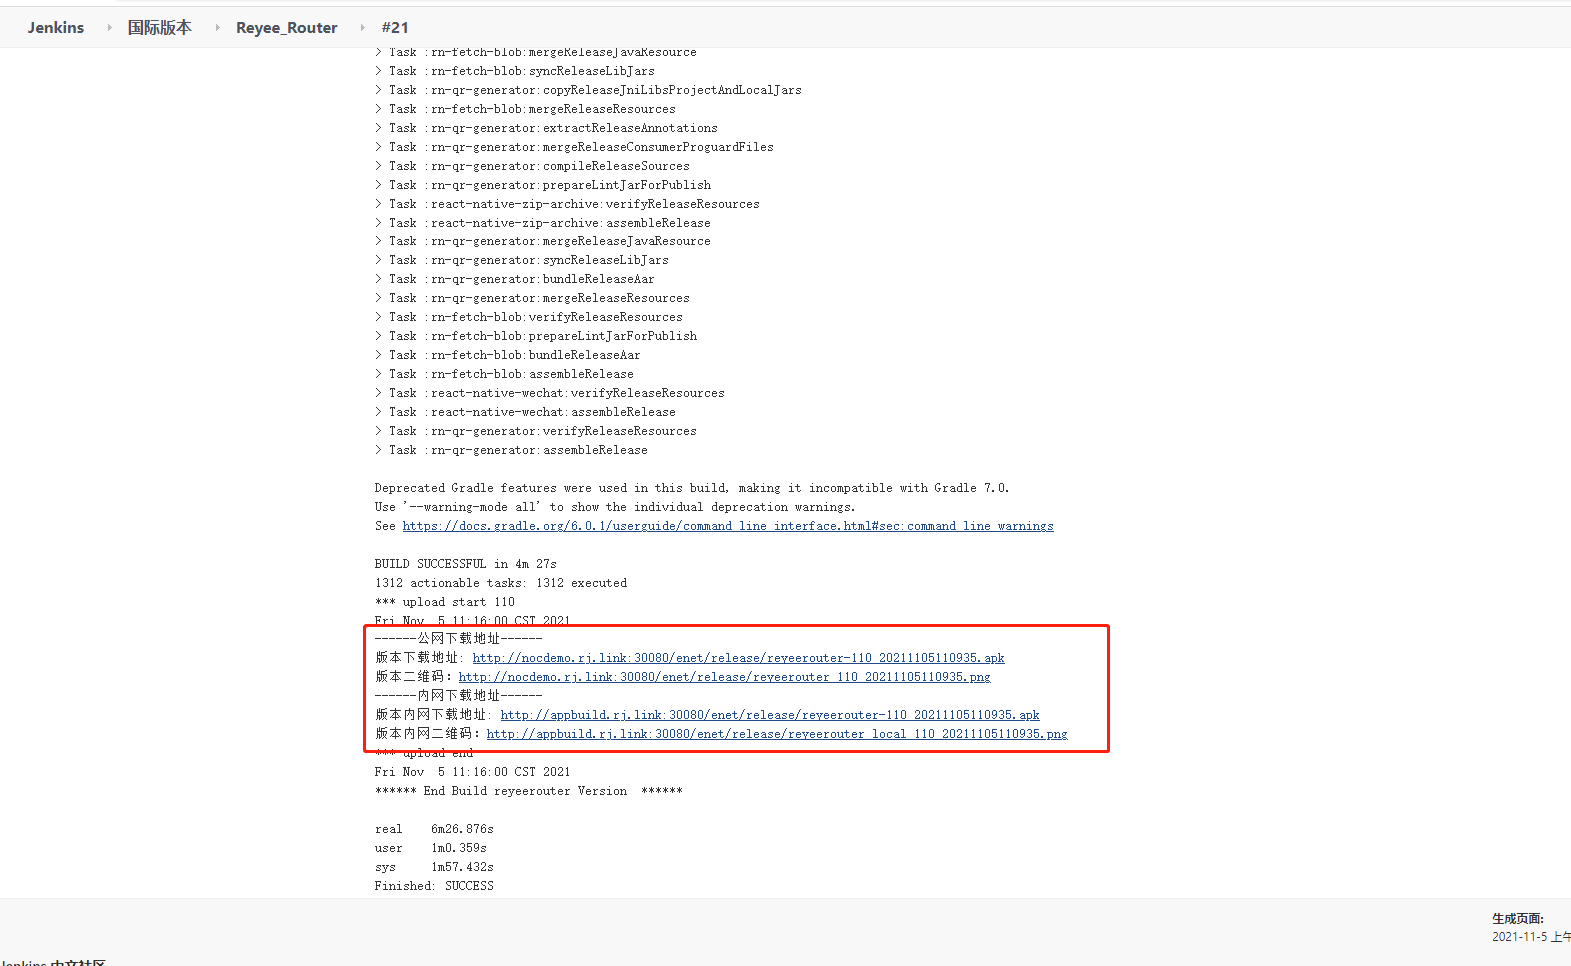 Jenkins 国际版本 Reyee_Router #21
> Task :rn-fetch-blob:mergeReleaseJavaResource
> Task :rn-fetch-blob:syncReleaseLibJars
> Task :rn-qr-generator:copyReleaseJniLibsProjectAndLocalJars
> Task :rn-fetch-blob:mergeReleaseResources
> Task :rn-qr-generator:extractReleaseAnnotations
> Task :rn-qr-generator:mergeReleaseConsumerProguardFiles
> Task :rn-qr-generator:compileReleaseSources
> Task :rn-qr-generator:prepareLintJarForPublish
> Task :react-native-zip-archive:verifyReleaseResources
> Task :react-native-zip-archive:assembleRelease
> Task :rn-qr-generator:mergeReleaseJavaResource
> Task :rn-qr-generator:syncReleaseLibJars
> Task :rn-qr-generator:bundleReleaseAar
> Task :rn-qr-generator:mergeReleaseResources
> Task :rn-fetch-blob:verifyReleaseResources
> Task :rn-fetch-blob:prepareLintJarForPublish
> Task :rn-fetch-blob:bundleReleaseAar
> Task :rn-fetch-blob:assembleRelease
> Task :react-native-wechat:verifyReleaseResources
> Task :react-native-wechat:assembleRelease
> Task :rn-qr-generator:verifyReleaseResources
> Task :rn-qr-generator:assembleRelease
Deprecated Gradle features were used in this build, making it incompatible with Gradle 7.0.
Use '--warning-mode all' to show the individual deprecation warnings.
See https://docs.gradle.org/6.0.1/userguide/command_line_interface.html#sec:command_line_warnings
BUILD SUCCESSFUL in 4m 27s
1312 actionable tasks: 1312 executed
*** upload start 110
Fri Nov  5 11:16:00 CST 2021
------公网下载地址------
版本下载地址: http://nocdemo.rj.link:30080/enet/release/reyeerouter-110_20211105110935.apk
版本二维码：http://nocdemo.rj.link:30080/enet/release/reyeerouter_110_20211105110935.png
------内网下载地址------
版本内网下载地址: http://appbuild.rj.link:30080/enet/release/reyeerouter-110_20211105110935.apk
版本内网二维码：http://appbuild.rj.link:30080/enet/release/reyeerouter_local_110_20211105110935.png
*** upload end
Fri Nov  5 11:16:00 CST 2021
****** End Build reyeerouter Version  ******
real    6m26.876s
user    1m0.359s
sys     1m57.432s
Finished: SUCCESS
生成页面:
2021-11-5 上午
Jenkins 中文社区